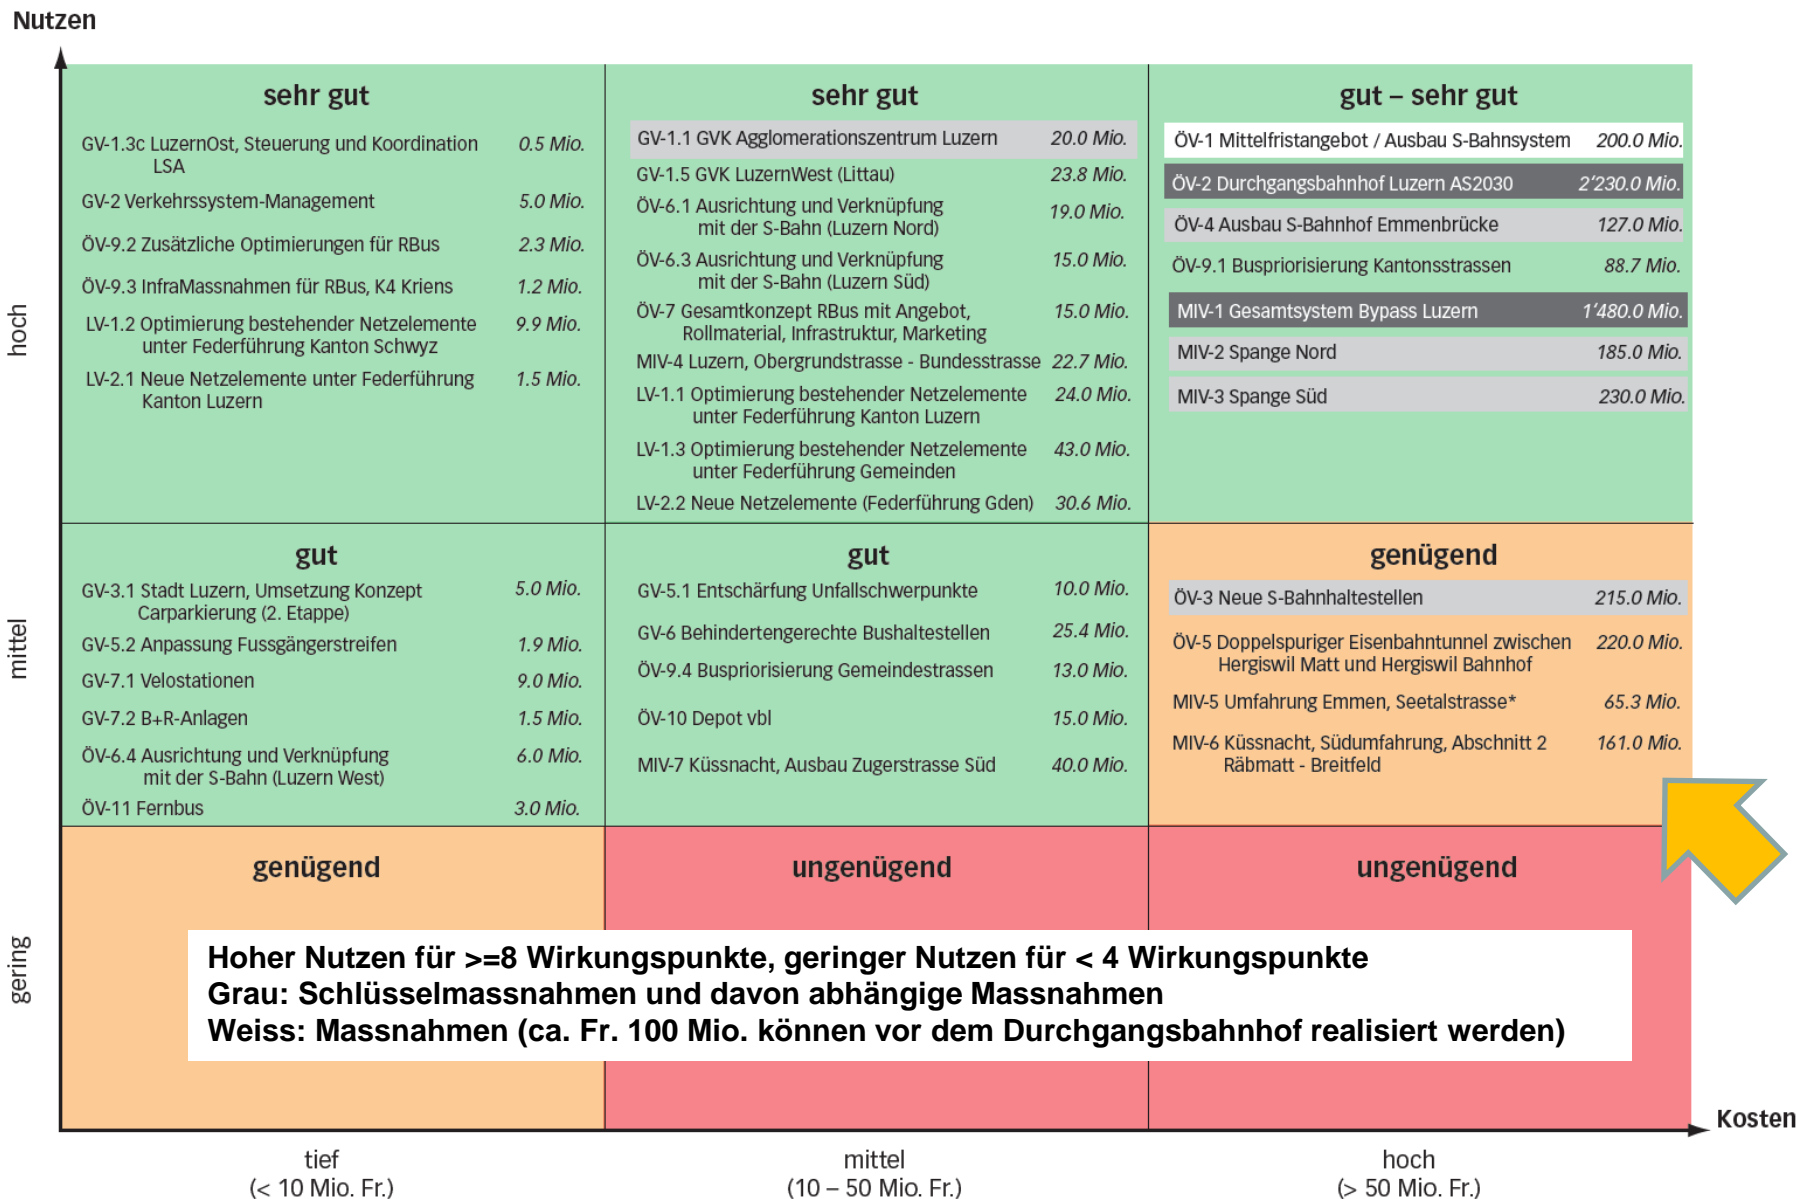 Nutzen
sehr gut
GV-1.3c LuzernOst, Steuerung und Koordination 0.5 Mio.
LSA
GV-2 Verkehrssystem-Management 5.0 Mio.
ÖV-9.2 Zusätzliche Optimierungen für RBus 2.3 Mio.
ÖV-9.3 InfraMassnahmen für RBus, K4 Kriens 1.2 Mio.
LV-1.2 Optimierung bestehender Netzelemente 9.9 Mio.
unter Federführung Kanton Schwyz
LV-2.1 Neue Netzelemente unter Federführung 1.5 Mio.
Kanton Luzern
sehr gut
GV-1.1 GVK Agglomerationszentrum Luzern 20.0 Mio.
GV-1.5 GVK LuzernWest (Littau) 23.8 Mio.
ÖV-6.1 Ausrichtung und Verknüpfung 19.0 Mio.
mit der S-Bahn (Luzern Nord)
ÖV-6.3 Ausrichtung und Verknüpfung 15.0 Mio.
mit der S-Bahn (Luzern Süd)
ÖV-7 Gesamtkonzept RBus mit Angebot, 15.0 Mio.
Rollmaterial, Infrastruktur, Marketing
MIV-4 Luzern, Obergrundstrasse - Bundesstrasse 22.7 Mio.
LV-1.1 Optimierung bestehender Netzelemente 24.0 Mio.
unter Federführung Kanton Luzern
LV-1.3 Optimierung bestehender Netzelemente 43.0 Mio.
unter Federführung Gemeinden
LV-2.2 Neue Netzelemente (Federführung Gden) 30.6 Mio.
gut – sehr gut
ÖV-1 Mittelfristangebot / Ausbau S-Bahnsystem 200.0 Mio.
ÖV-2 Durchgangsbahnhof Luzern AS2030 2'230.0 Mio.
ÖV-4 Ausbau S-Bahnhof Emmenbrücke 127.0 Mio.
ÖV-9.1 Buspriorisierung Kantonsstrassen 88.7 Mio.
MIV-1 Gesamtsystem Bypass Luzern 1'480.0 Mio.
MIV-2 Spange Nord 185.0 Mio.
MIV-3 Spange Süd 230.0 Mio.
hoch
gut
GV-3.1 Stadt Luzern, Umsetzung Konzept 5.0 Mio.
Carparkierung (2. Etappe)
GV-5.2 Anpassung Fussgängerstreifen 1.9 Mio.
GV-7.1 Velostationen 9.0 Mio.
GV-7.2 B+R-Anlagen 1.5 Mio.
ÖV-6.4 Ausrichtung und Verknüpfung 6.0 Mio.
mit der S-Bahn (Luzern West)
ÖV-11 Fernbus 3.0 Mio.
gut
GV-5.1 Entschärfung Unfallschwerpunkte 10.0 Mio.
GV-6 Behindertengerechte Bushaltestellen 25.4 Mio.
ÖV-9.4 Buspriorisierung Gemeindestrassen 13.0 Mio.
ÖV-10 Depot vbl 15.0 Mio.
MIV-7 Küssnacht, Ausbau Zugerstrasse Süd 40.0 Mio.
genügend
ÖV-3 Neue S-Bahnhaltestellen 215.0 Mio.
ÖV-5 Doppelspuriger Eisenbahntunnel zwischen 220.0 Mio.
Hergiswil Matt und Hergiswil Bahnhof
MIV-5 Umfahrung Emmen, Seetalstrasse* 65.3 Mio.
MIV-6 Küssnacht, Südumfahrung, Abschnitt 2 161.0 Mio.
Räbmatt - Breitfeld
mittel
genügend
ungenügend
ungenügend
gering
Hoher Nutzen für >=8 Wirkungspunkte, geringer Nutzen für < 4 Wirkungspunkte
Grau: Schlüsselmassnahmen und davon abhängige Massnahmen
Weiss: Massnahmen (ca. Fr. 100 Mio. können vor dem Durchgangsbahnhof realisiert werden)
Kosten
tief
(< 10 Mio. Fr.)
mittel
(10 – 50 Mio. Fr.)
hoch
(> 50 Mio. Fr.)